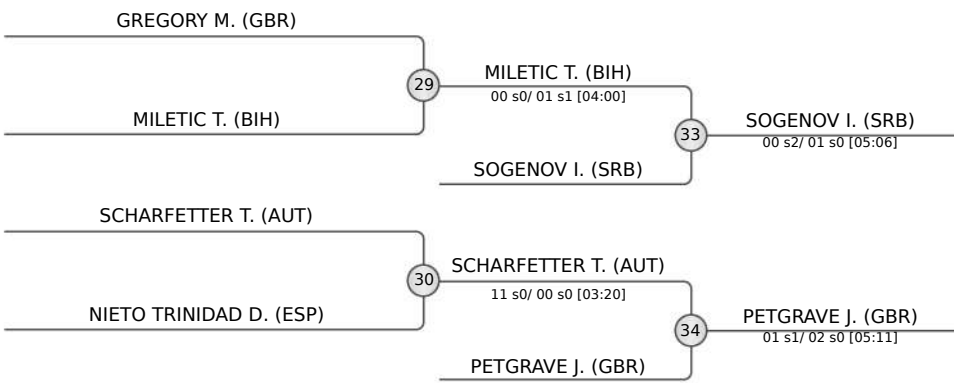 GREGORY M. (GBR)
29
MILETIC T. (BIH)
MILETIC T. (BIH)
00 s0/ 01 s1 [04:00]
33
SOGENOV I. (SRB)
SOGENOV I. (SRB)
00 s2/ 01 s0 [05:06]
SCHARFETTER T. (AUT)
30
NIETO TRINIDAD D. (ESP)
SCHARFETTER T. (AUT)
11 s0/ 00 s0 [03:20]
34
PETGRAVE J. (GBR)
PETGRAVE J. (GBR)
01 s1/ 02 s0 [05:11]